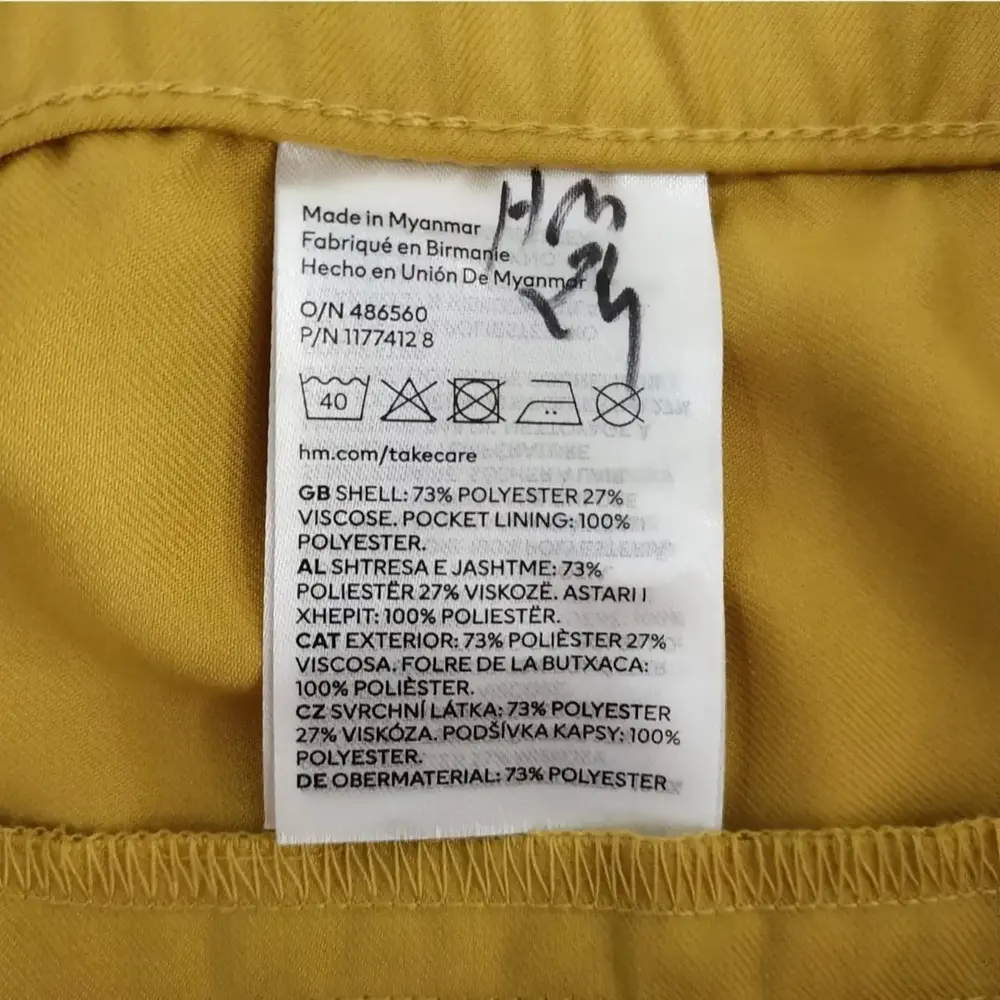 HM
24
Made in Myanmar
Fabriqué en Birmanie
Hecho en Unión De Myanmar
O/N 486560
P/N 1177412 8
40
hm.com/takecare
GB SHELL: 73% POLYESTER 27%
VISCOSE. POCKET LINING: 100%
POLYESTER.
AL SHTRESA E JASHTME: 73%
POLIESTËR 27% VISKOZË. ASTARI I
XHEPIT: 100% POLIESTËR.
CAT EXTERIOR: 73% POLIÈSTER 27%
VISCOSA. FOLRE DE LA BUTXACA:
100% POLIÈSTER.
CZ SVRCHNÍ LÁTKA: 73% POLYESTER
27% VISKÓZA. PODŠÍVKA KAPSY: 100%
POLYESTER.
DE OBERMATERIAL: 73% POLYESTER